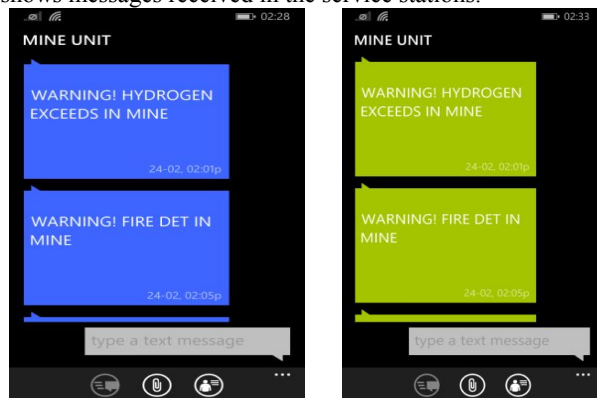 shows messages received in the service stations.
02:28
MINE UNIT
WARNING! HYDROGEN
EXCEEDS IN MINE
24-02, 02:01p
WARNING! FIRE DET IN
MINE
24-02, 02:05p
type a text message
02:33
MINE UNIT
WARNING! HYDROGEN
EXCEEDS IN MINE
24-02, 02:01p
WARNING! FIRE DET IN
MINE
24-02, 02:05p
type a text message